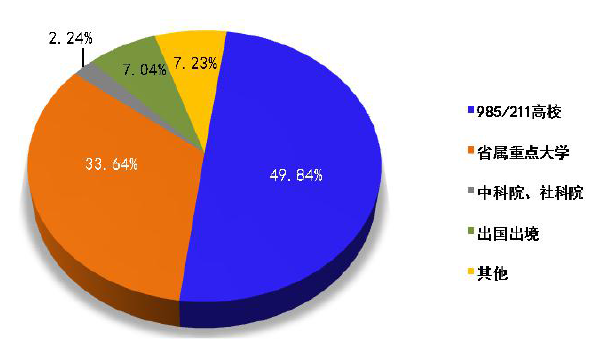 2.24%
7.04%
7.23%
33.64%
49.84%
985/211高校
省属重点大学
中科院、社科院
出国出境
其他